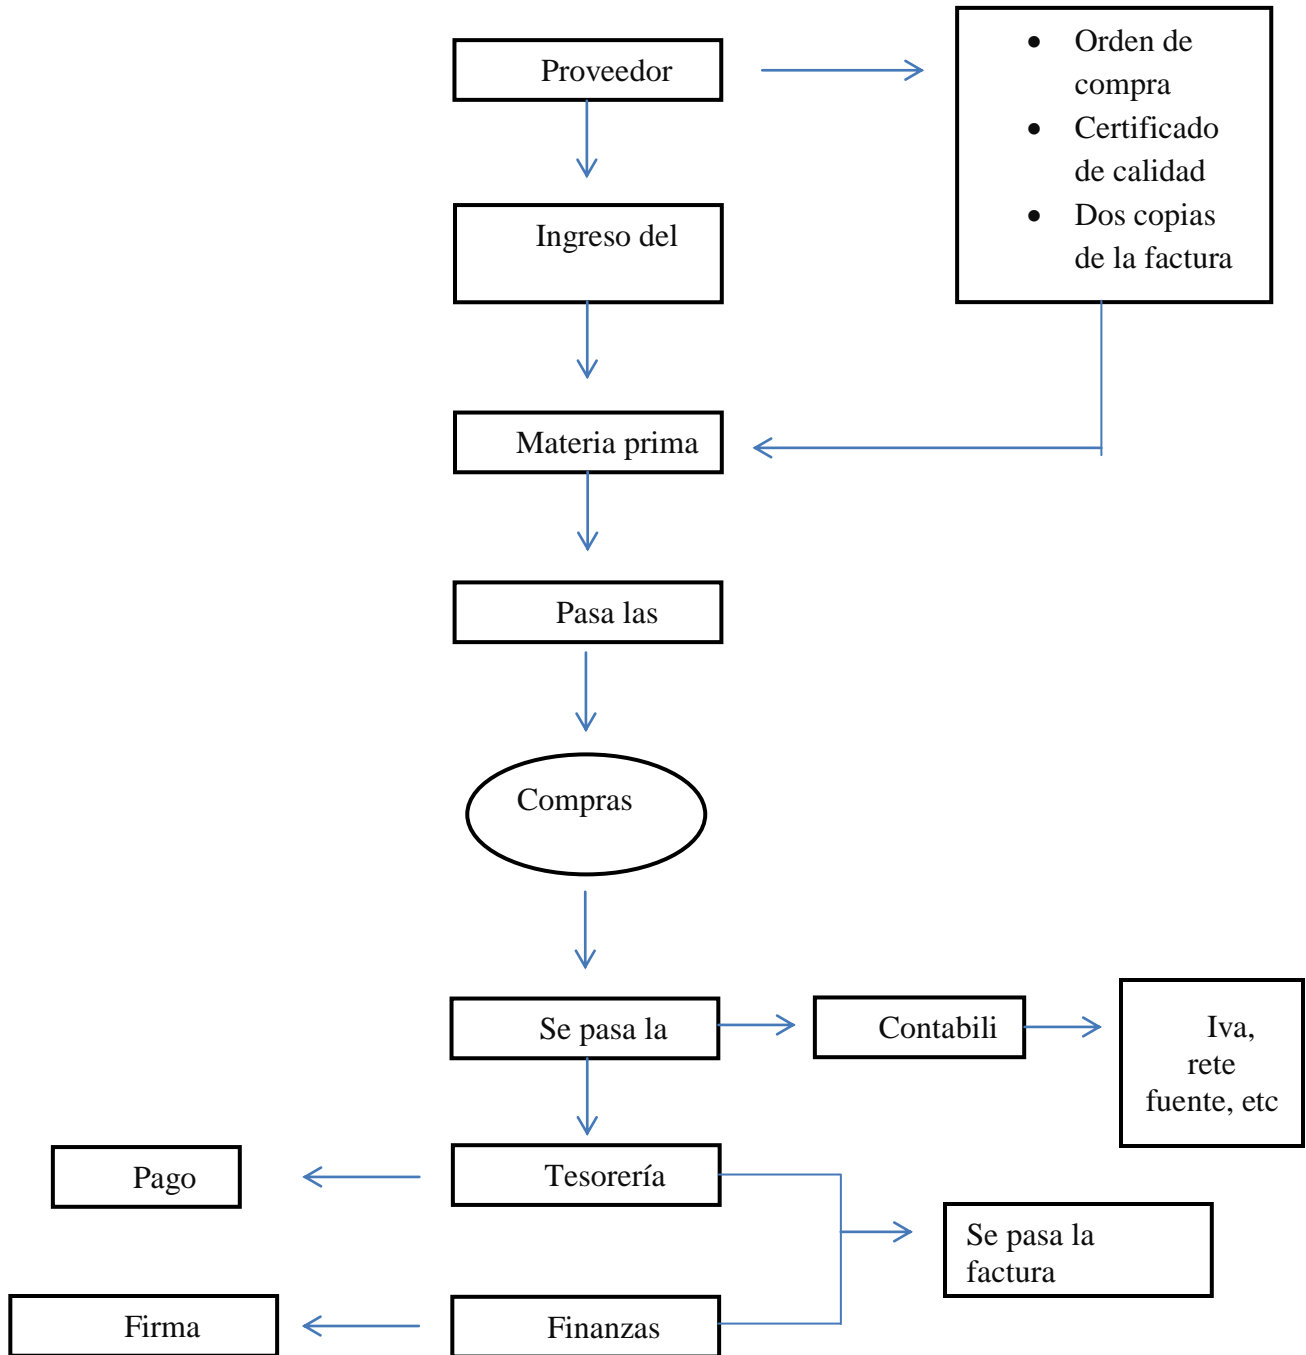 Proveedor
• Orden de
compra
• Certificado
de calidad
• Dos copias
de la factura
Ingreso del
Materia prima
Pasa las
Compras
Se pasa la
Contabili
Iva,
rete
fuente, etc
Pago
Tesorería
Se pasa la
factura
Firma
Finanzas